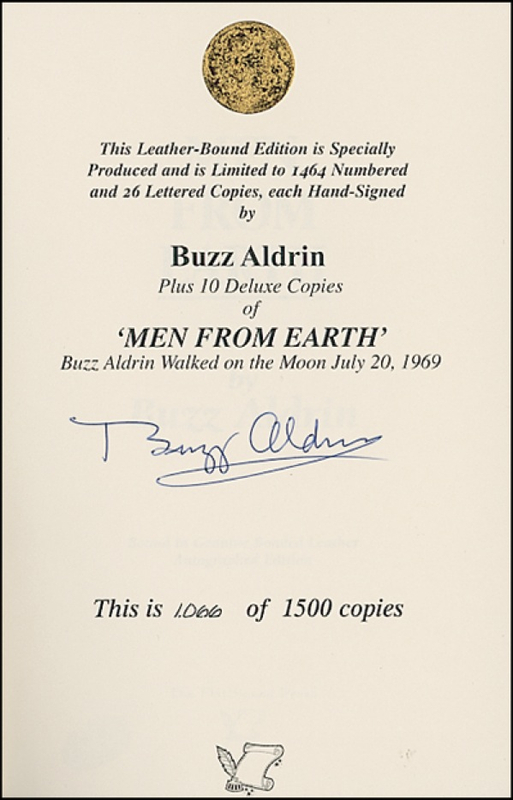 This Leather-Bound Edition is Specially
Produced and is Limited to 1464 Numbered
and 26 Lettered Copies, each Hand-Signed
by
Buzz Aldrin
Plus 10 Deluxe Copies
of
‘MEN FROM EARTH’
Buzz Aldrin Walked on the Moon July 20, 1969
Buzz Aldrin
This is 1.066 of 1500 copies